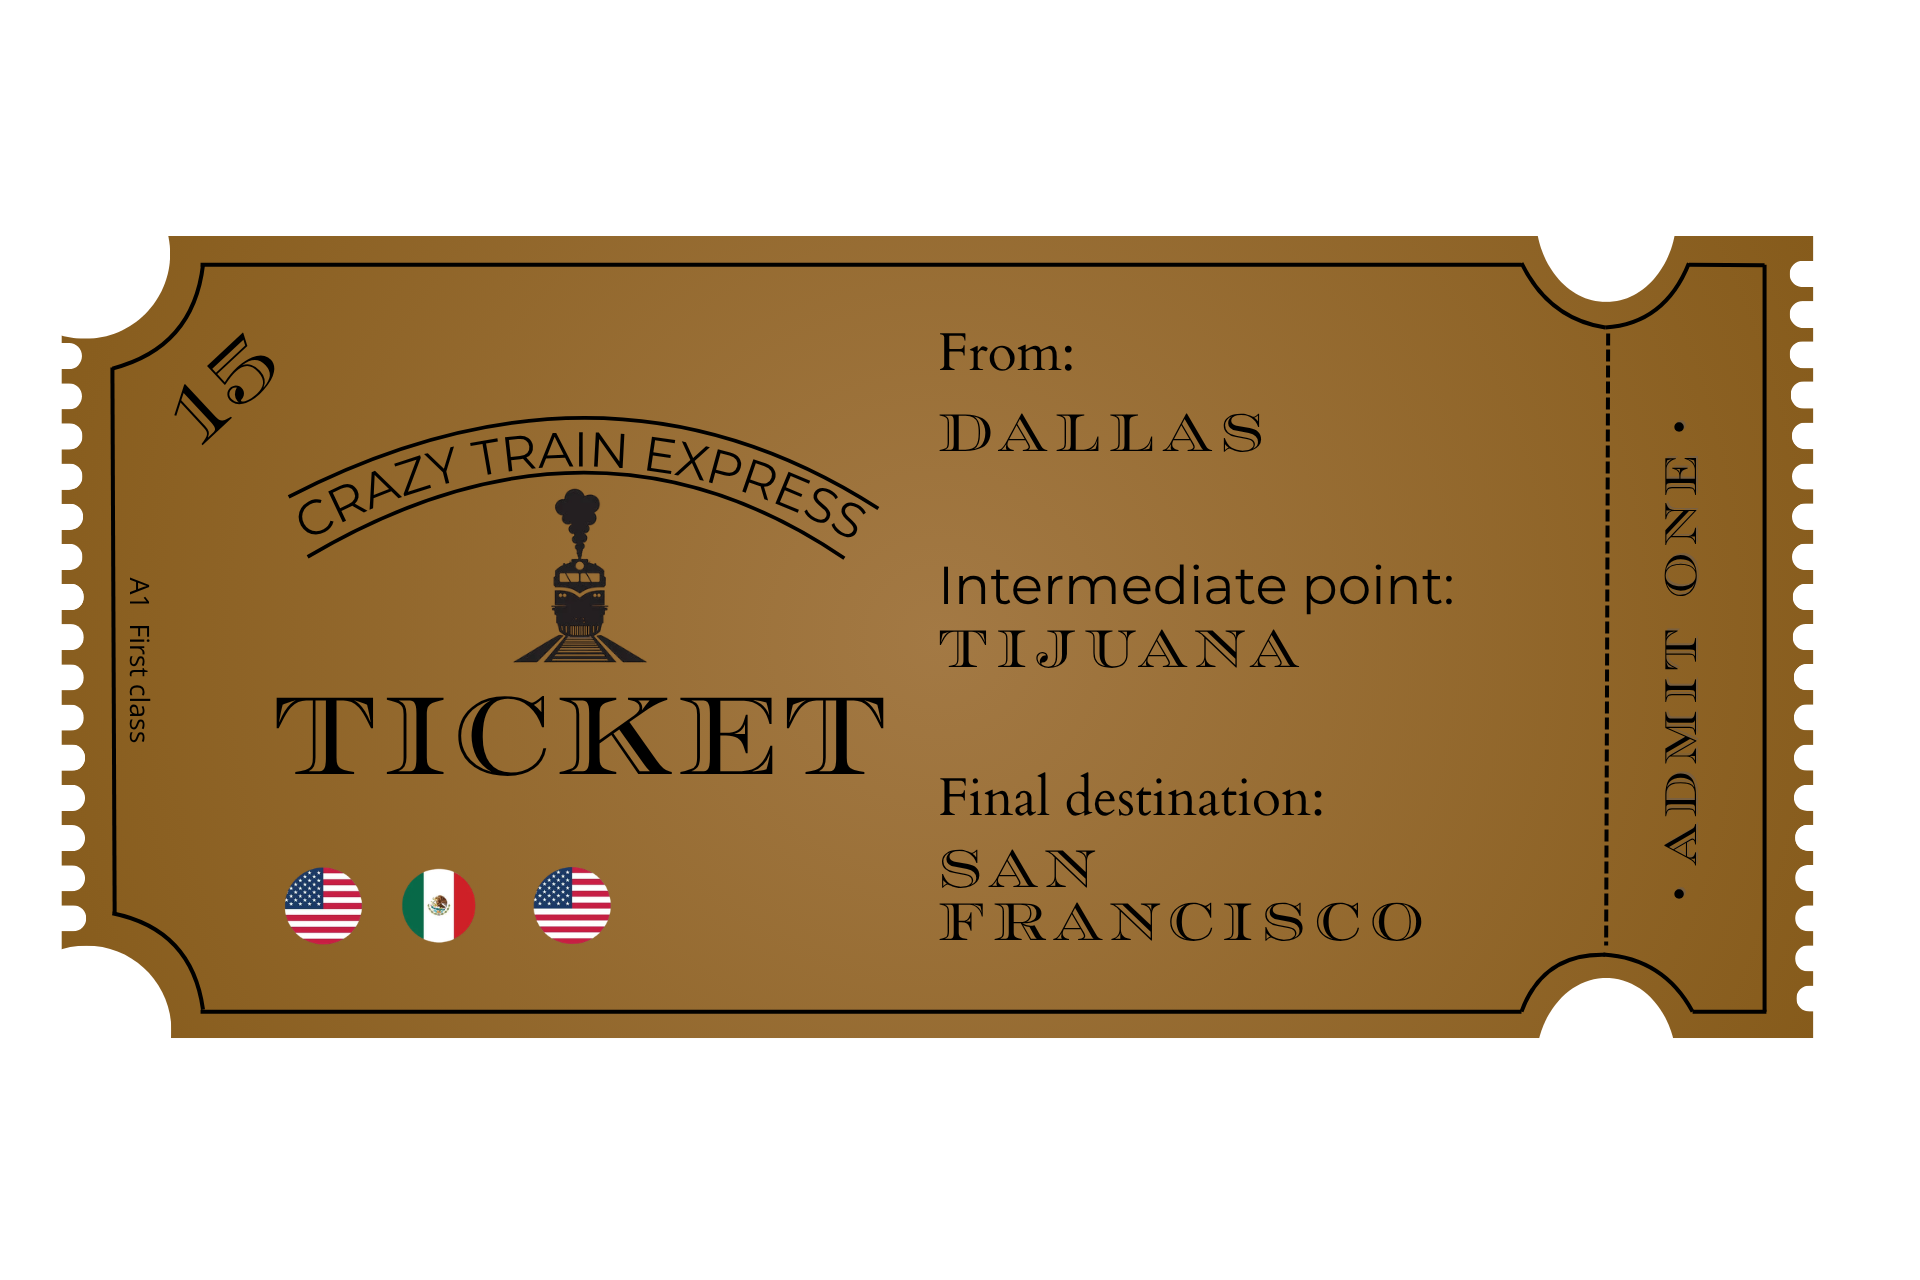 15
CRAZY TRAIN EXPRESS
A1 First class
TICKET
From:
DALLAS
Intermediate point:
TIJUANA
Final destination:
SAN
FRANCISCO
• ADMIT ONE •